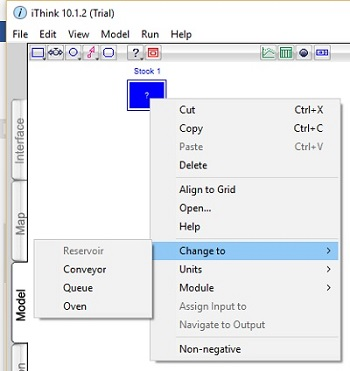 iThink 10.1.2 (Trial)
File Edit View Model Run Help
?
Stock 1
?
Cut Ctrl+X
Copy Ctrl+C
Paste Ctrl+V
Delete
Align to Grid
Open...
Help
Change to
Units
Module
Assign Input to
Navigate to Output
Non-negative
Reservoir
Conveyor
Queue
Oven
Interface
Map
Model